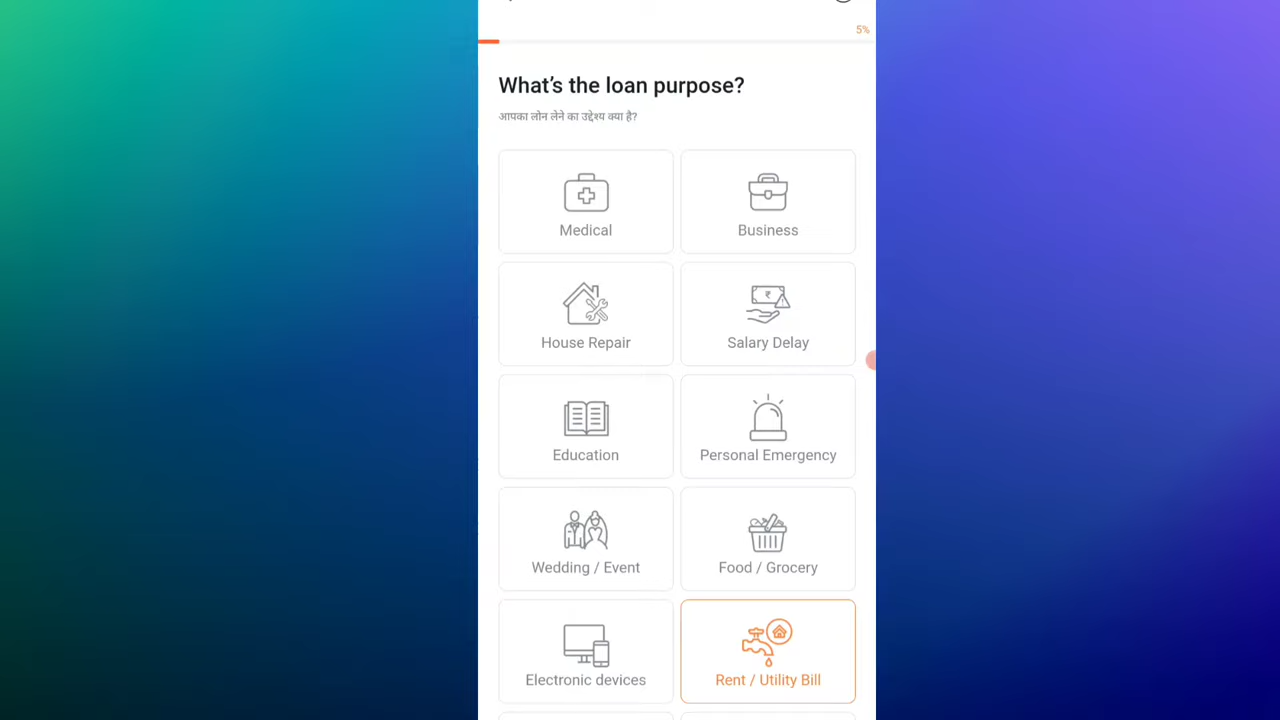 5%
What's the loan purpose?
आपका लोन लेने का उद्देश्य क्या है?
Medical
Business
₹
House Repair
Salary Delay
Education
Personal Emergency
Wedding / Event
Food / Grocery
Electronic devices
Rent / Utility Bill